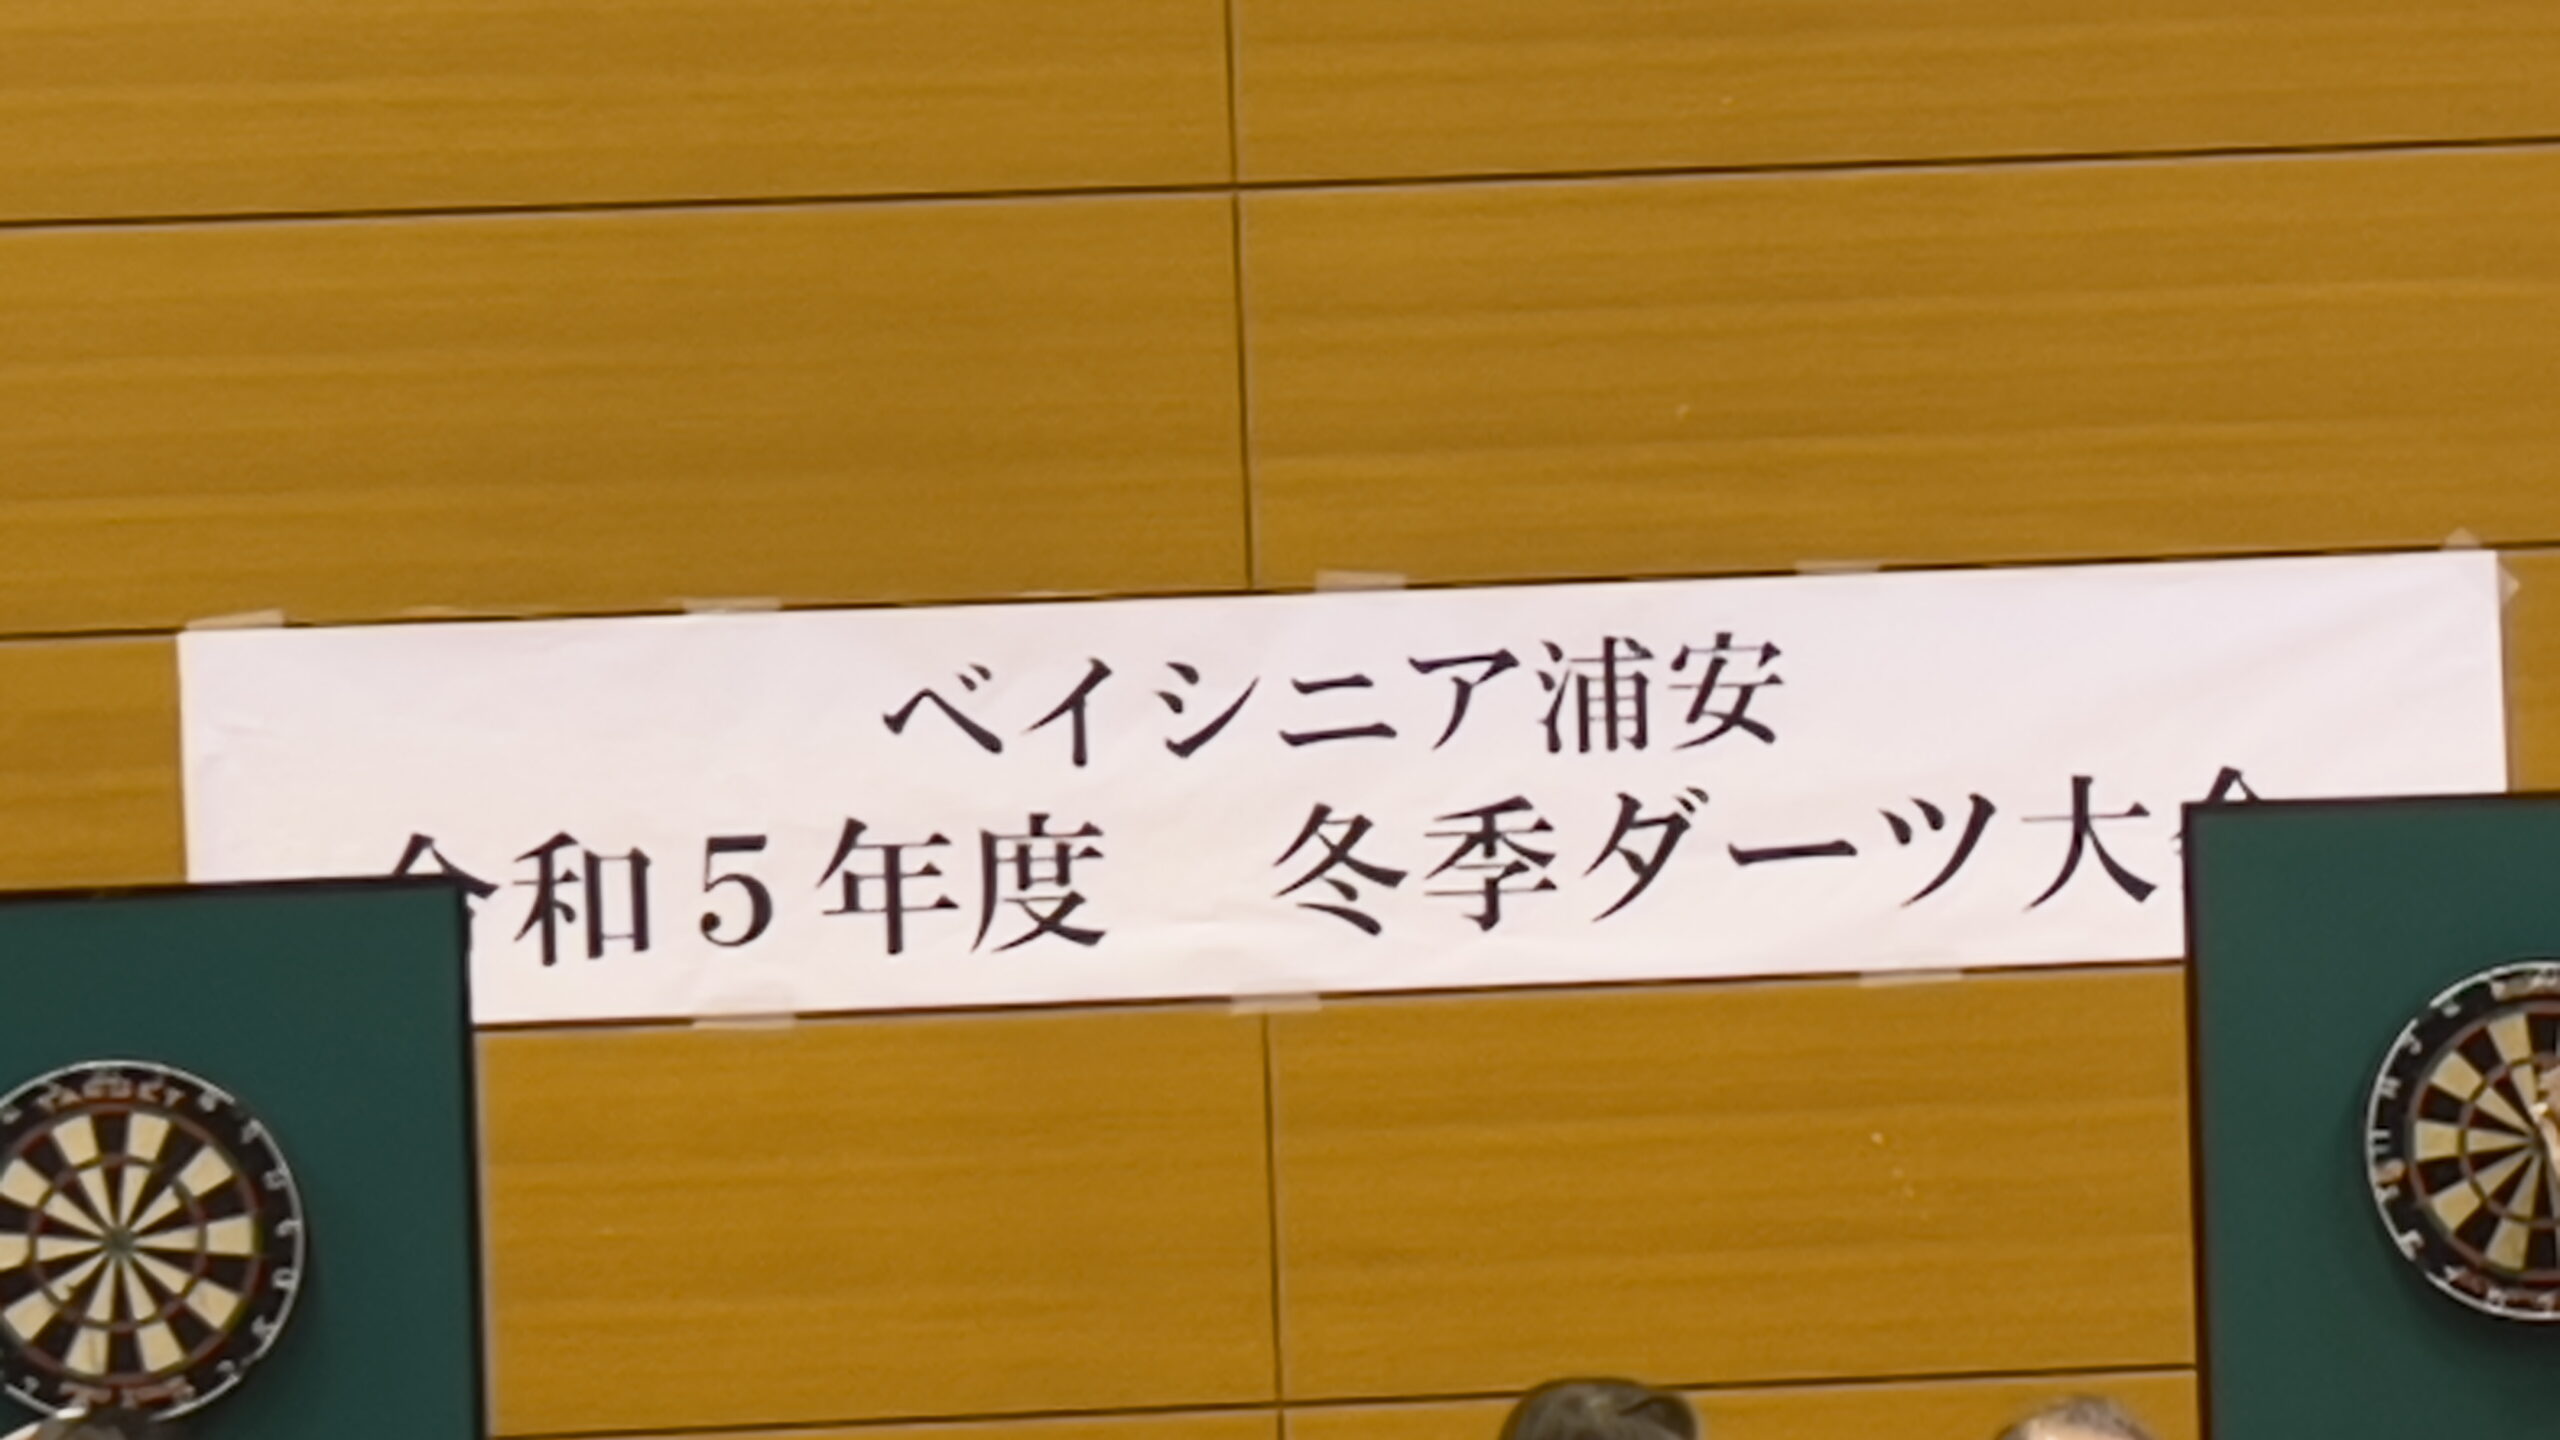 ベイシニア浦安
令和5年度　冬季ダーツ大会